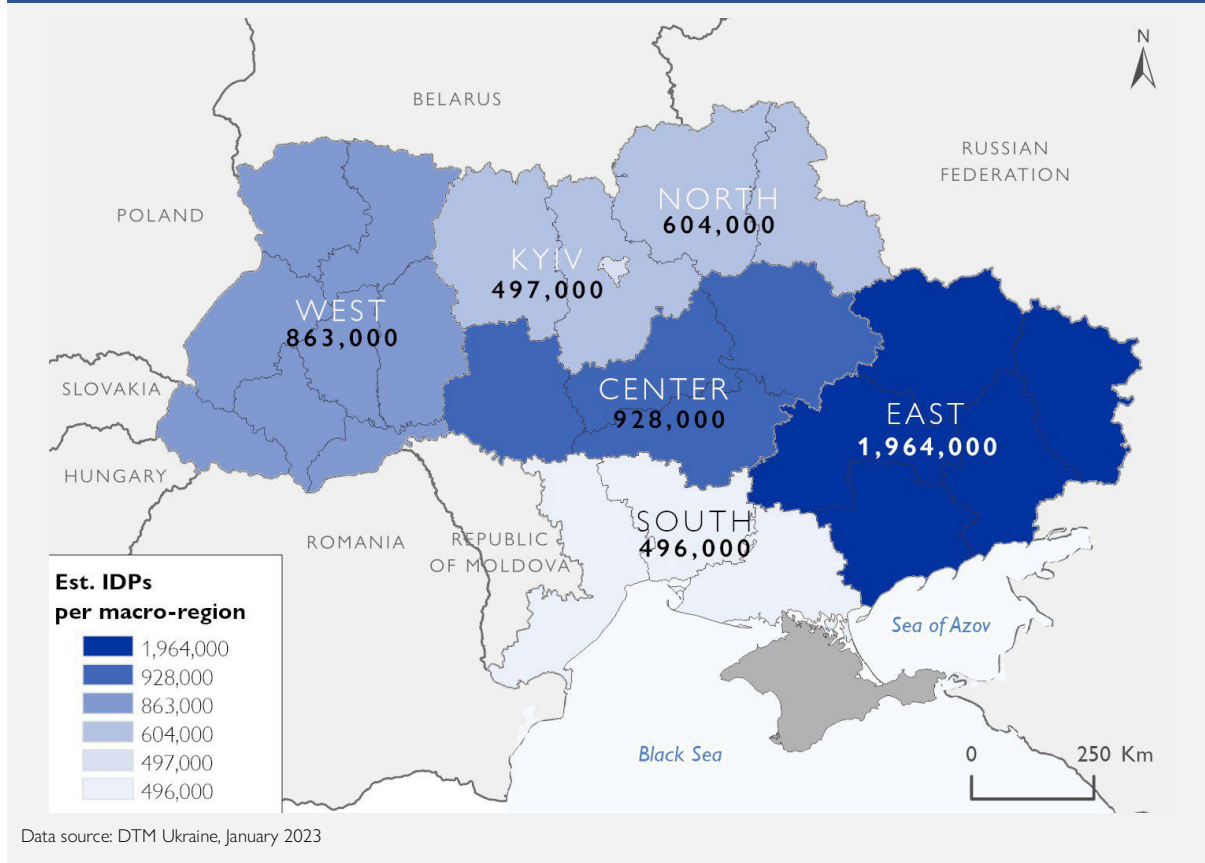 N
BELARUS
RUSSIAN
FEDERATION
POLAND
NORTH
604,000
KYIV
497,000
WEST
863,000
SLOVAKIA
CENTER
928,000
EAST
1,964,000
HUNGARY
SOUTH
496,000
ROMANIA
REPUBLIC
OF MOLDOVA
Est. IDPs
per macro-region
1,964,000
928,000
863,000
604,000
497,000
496,000
Sea of Azov
Black Sea
0 250 Km
Data source: DTM Ukraine, January 2023